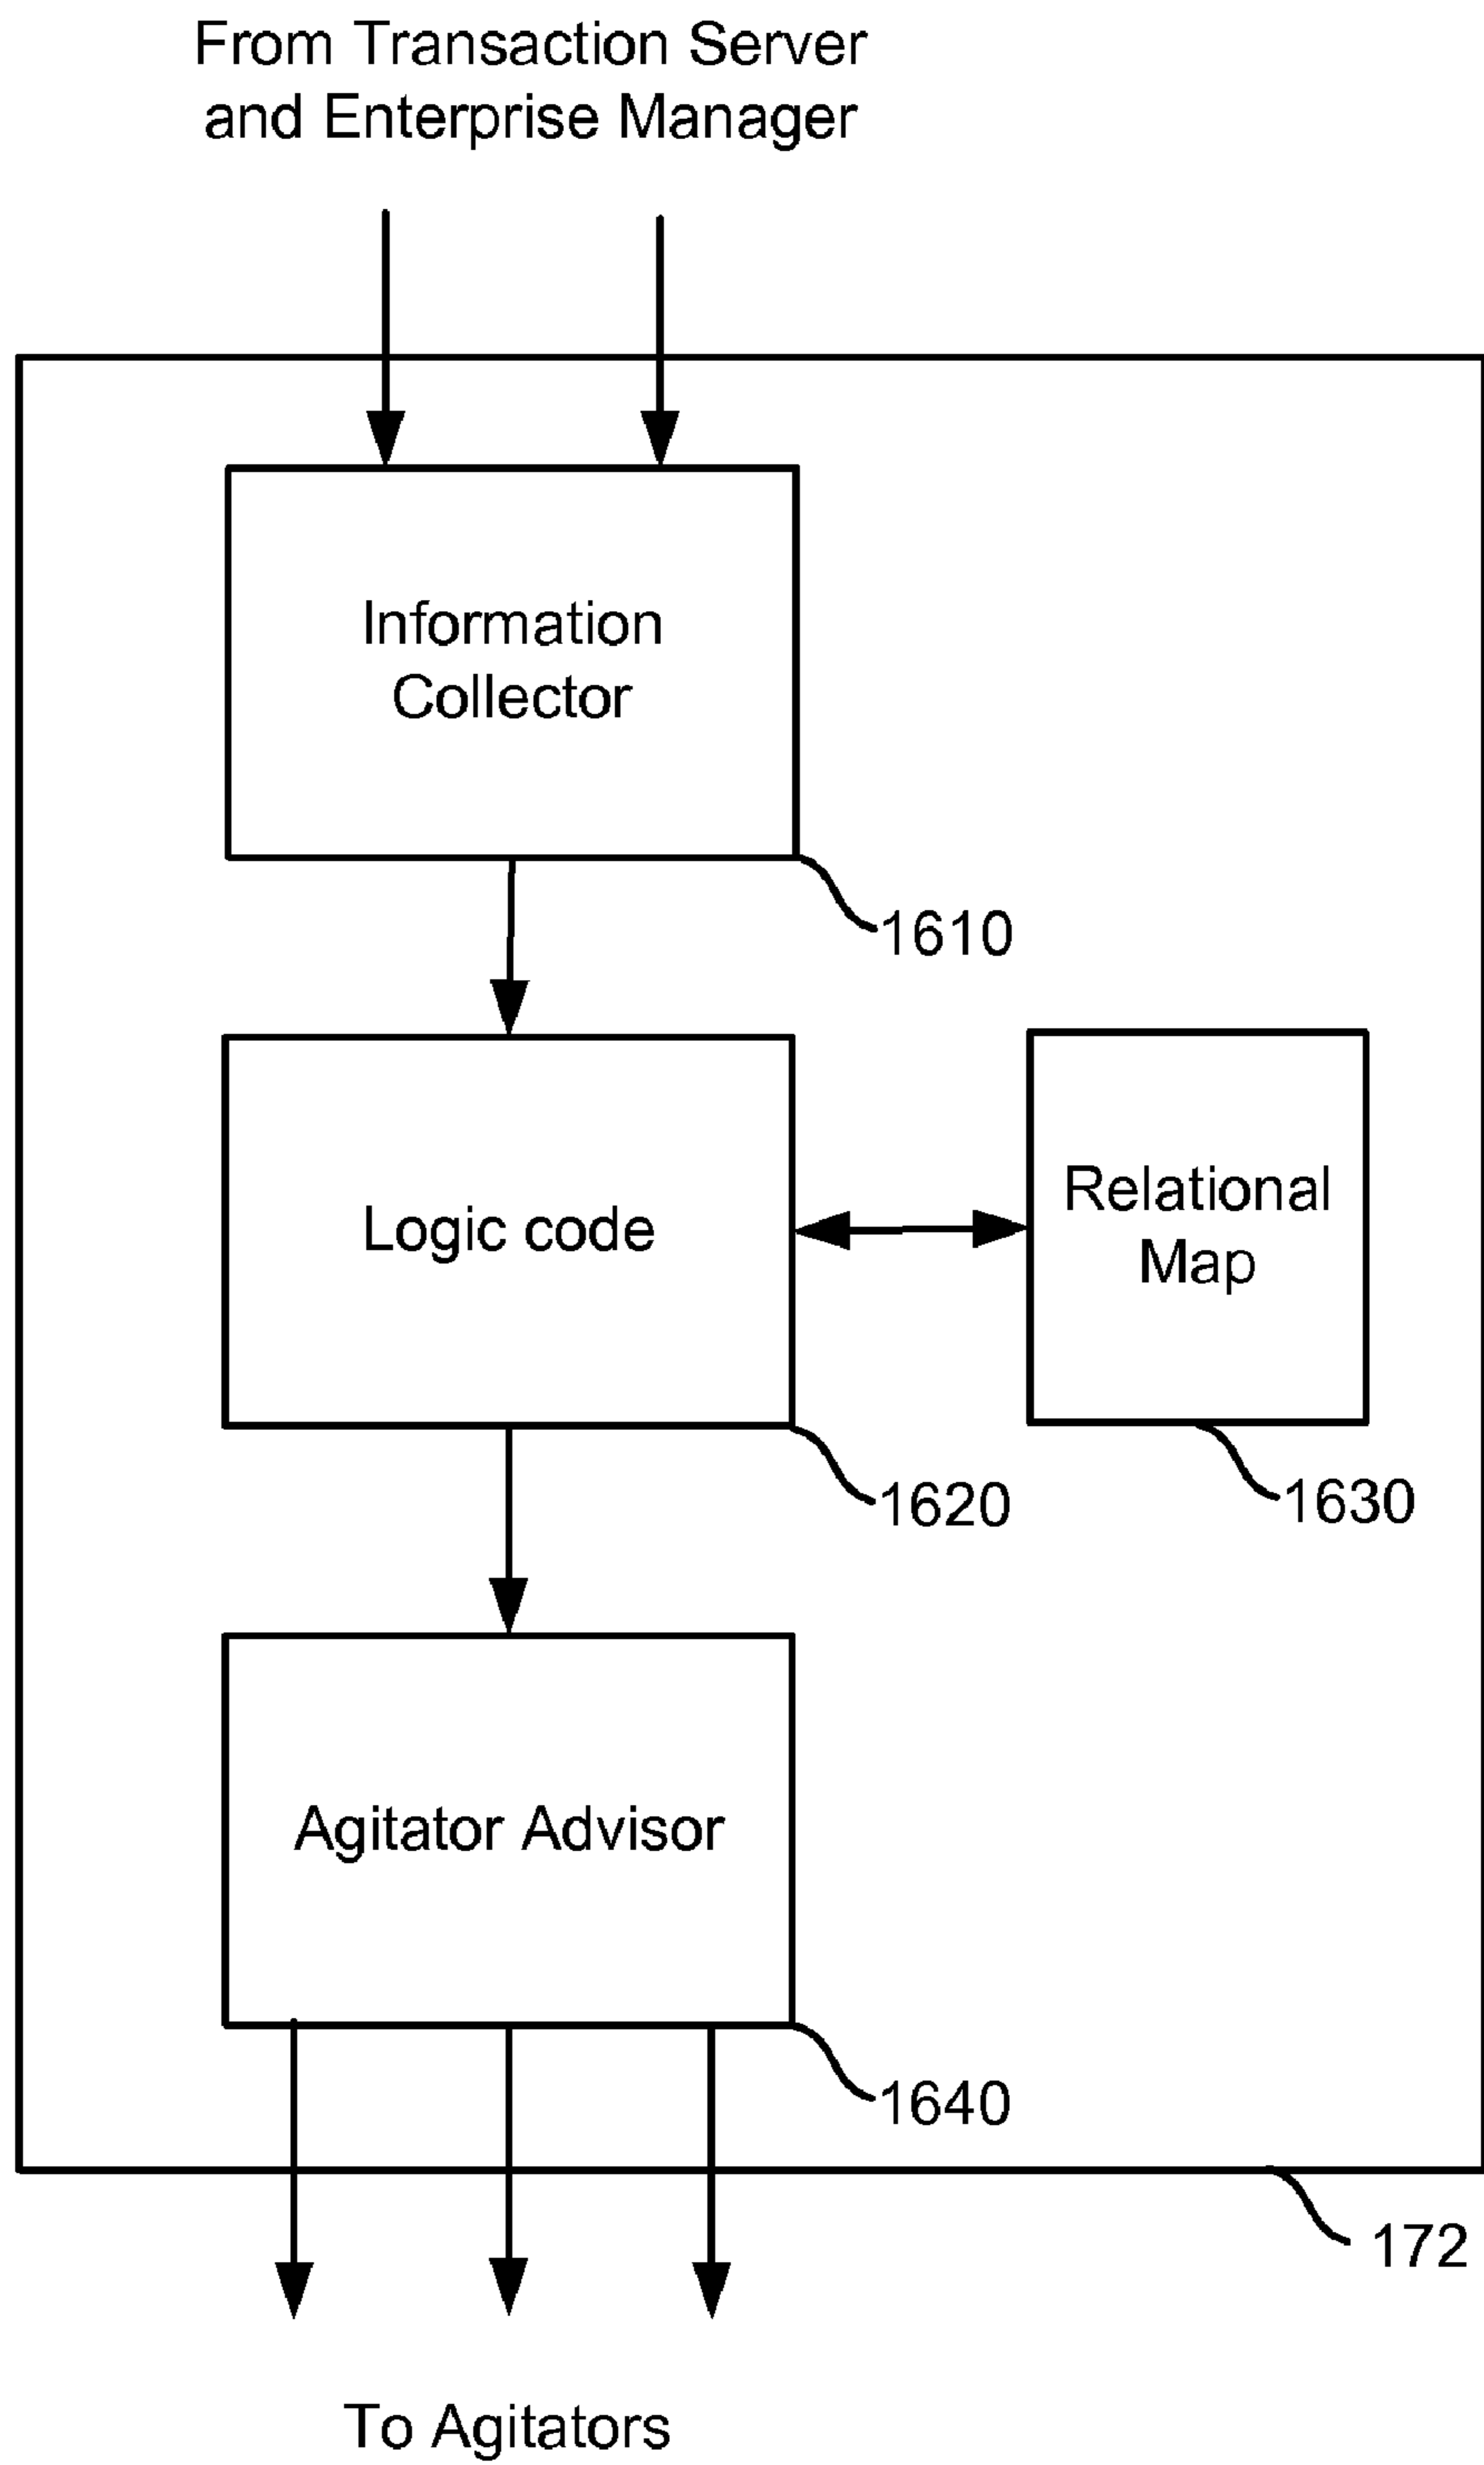 From Transaction Server
and Enterprise Manager
Information
Collector
1610
Logic code
Relational
Map
1620
1630
Agitator Advisor
1640
172
To Agitators